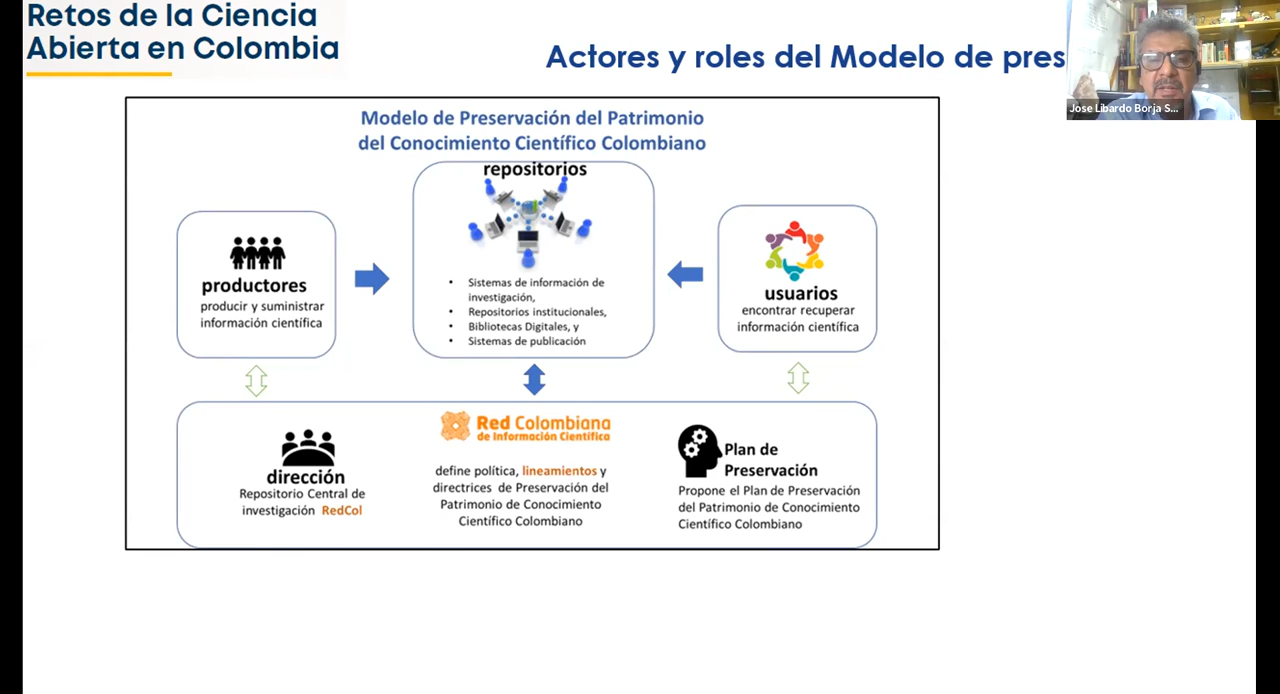 Retos de la Ciencia
Abierta en Colombia
Actores y roles del Modelo de pres
Jose Libardo Borja S...
Modelo de Preservación del Patrimonio
del Conocimiento Científico Colombiano
repositorios
• Sistemas de información de
investigación,
• Repositorios institucionales,
• Bibliotecas Digitales, y
• Sistemas de publicación
productores
producir y suministrar
información científica
usuarios
encontrar recuperar
información científica
dirección
Repositorio Central de
investigación RedCol
Red Colombiana
de Información Científica
define política, lineamientos y
directrices de Preservación del
Patrimonio de Conocimiento
Científico Colombiano
Plan de
Preservación
Propone el Plan de Preservación
del Patrimonio de Conocimiento
Científico Colombiano